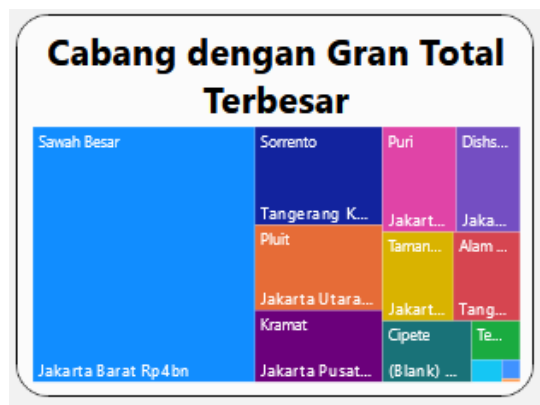 Cabang dengan Gran Total
Terbesar
Sawah Besar
Jakarta Barat Rp4bn
Sorrento
Tangerang K...
Pluit
Jakarta Utara...
Kramat
Jakarta Pusat...
Puri
Jakart...
Dishs...
Jaka...
Taman...
Jakart...
Alam ...
Tang...
Cipete
(Blank) ...
Te...